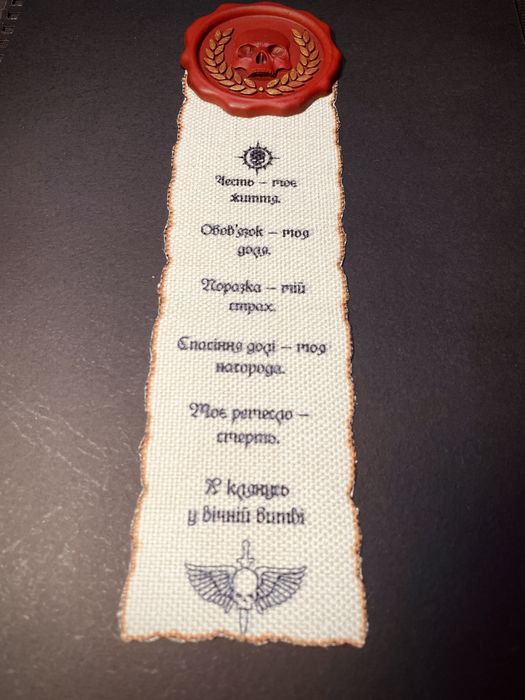 Честь – моє
життя.
Обов'язок – моя
доля.
Поразка – мій
страх.
Спасіння долі – моя
нагорода.
Моє ремесло –
смерть.
Я клянусь
у вічній битві